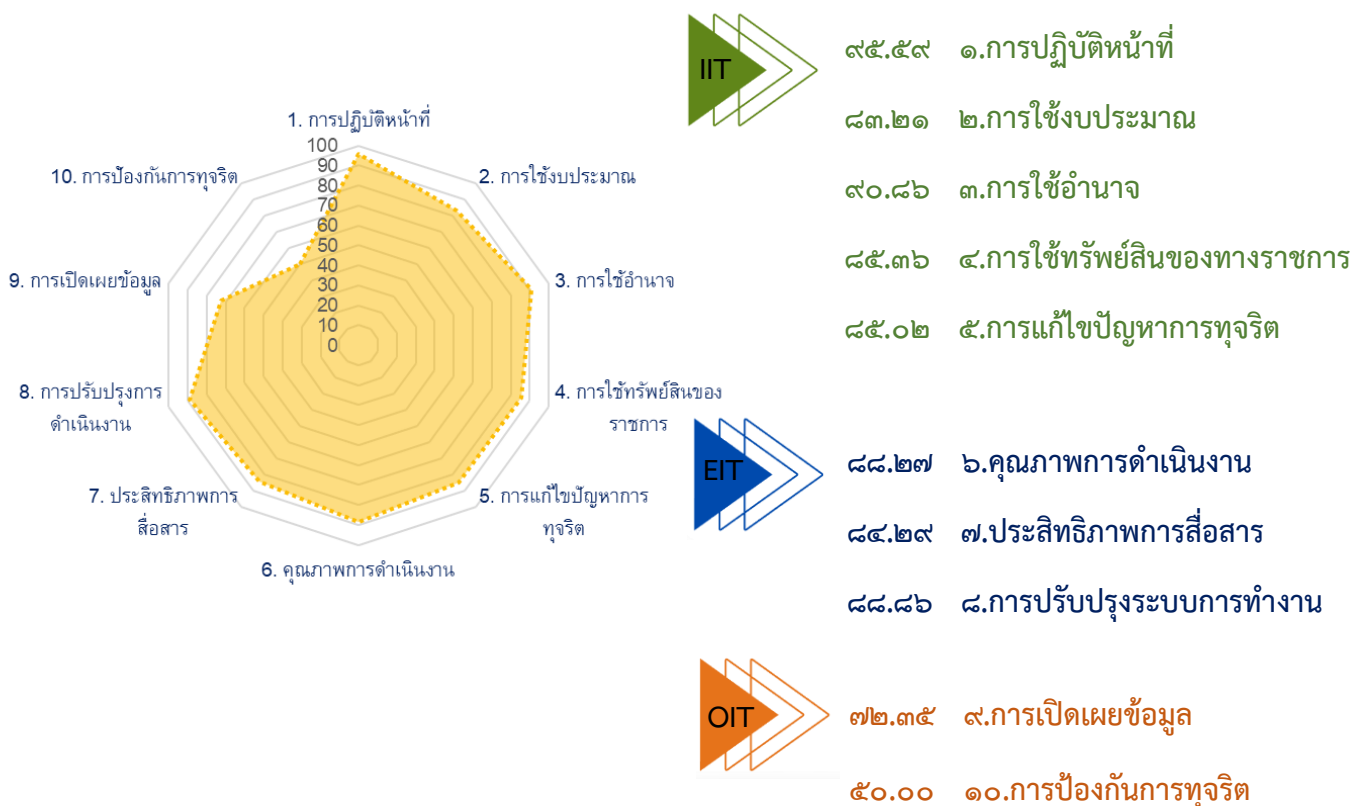 1. การปฏิบัติหน้าที่
2. การใช้งบประมาณ
3. การใช้อำนาจ
4. การใช้ทรัพย์สินของ
ราชการ
5. การแก้ไขปัญหาการ
ทุจริต
6. คุณภาพการดำเนินงาน
7. ประสิทธิภาพการ
สื่อสาร
8. การปรับปรุงการ
ดำเนินงาน
9. การเปิดเผยข้อมูล
10. การป้องกันการทุจริต
100
90
80
70
60
50
40
30
20
10
0
IIT
๙๕.๕๙ ๑.การปฏิบัติหน้าที่
๘๓.๒๑ ๒.การใช้งบประมาณ
๙๐.๘๖ ๓.การใช้อำนาจ
๘๕.๓๖ ๔.การใช้ทรัพย์สินของทางราชการ
๘๕.๐๒ ๕.การแก้ไขปัญหาการทุจริต
EIT
๘๘.๒๗ ๖.คุณภาพการดำเนินงาน
๘๔.๒๙ ๗.ประสิทธิภาพการสื่อสาร
๘๘.๘๖ ๘.การปรับปรุงระบบการทำงาน
OIT
๗๒.๓๕ ๙.การเปิดเผยข้อมูล
๕๐.๐๐ ๑๐.การป้องกันการทุจริต